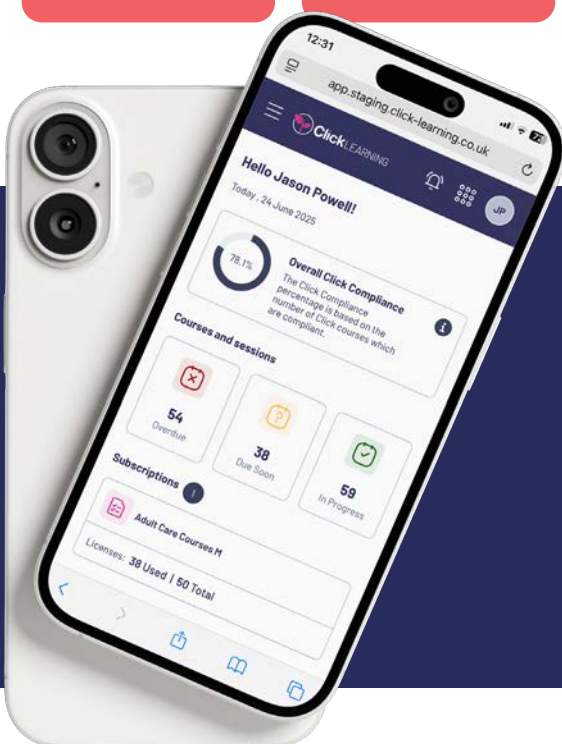 12:31
app.staging.click-learning.co.uk
ClickLEARNING
JP
Hello Jason Powell!
Today, 24 June 2025
78.1%
Overall Click Compliance
The Click Compliance
percentage is based on the
number of Click courses which
are compliant.
i
Courses and sessions
54
Overdue
38
Due Soon
59
In Progress
Subscriptions
Adult Care Courses M
Licenses: 38 Used | 50 Total